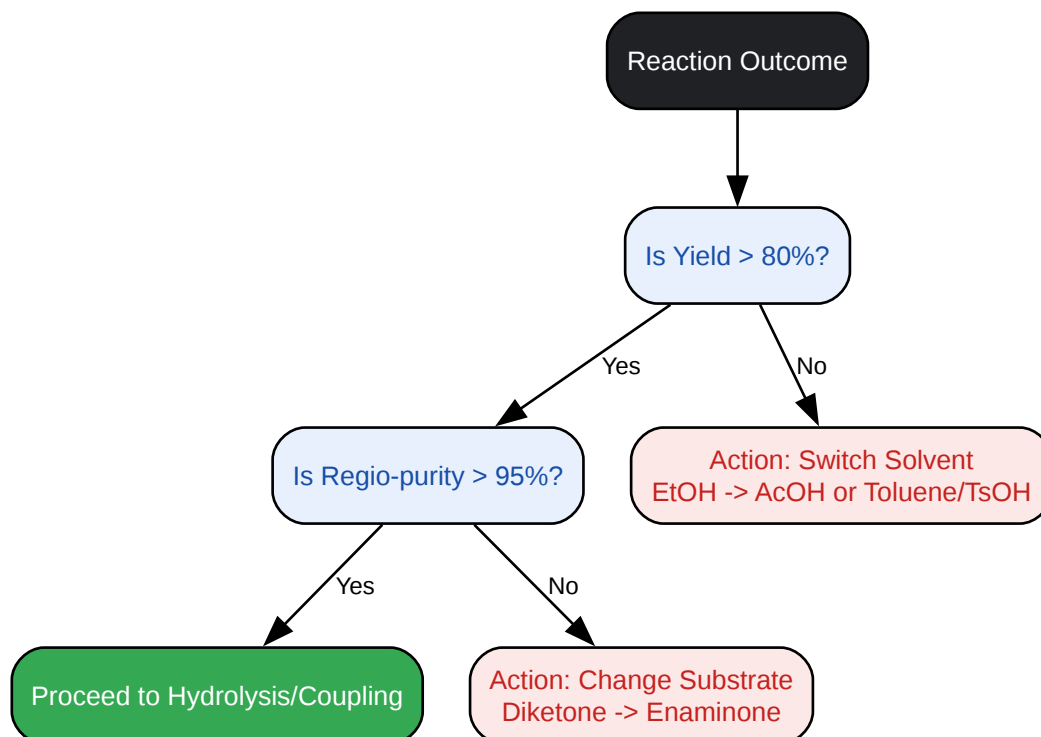 Reaction Outcome
Is Yield > 80%?
Yes
No
Is Regio-purity > 95%?
Action: Switch Solvent
EtOH -> AcOH or Toluene/TsOH
Yes
No
Proceed to Hydrolysis/Coupling
Action: Change Substrate
Diketone -> Enaminone